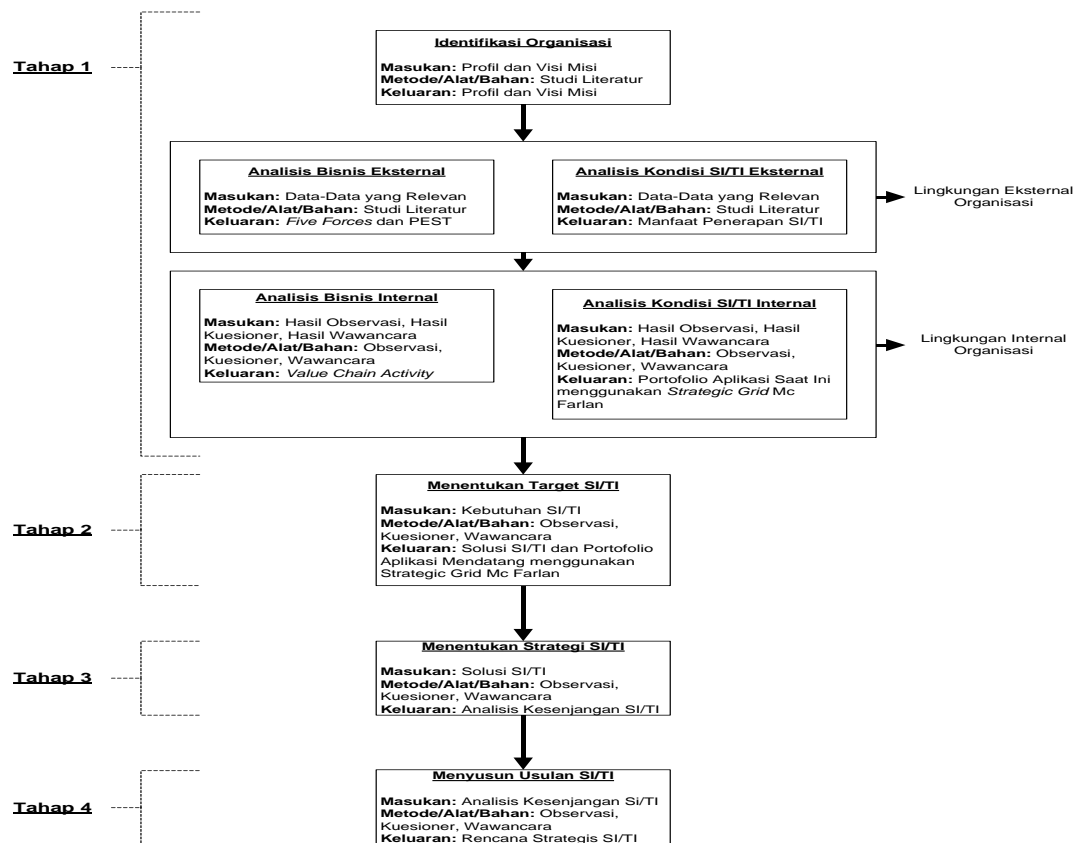 Tahap 1
Identifikasi Organisasi
Masukan: Profil dan Visi Misi
Metode/Alat/Bahan: Studi Literatur
Keluaran: Profil dan Visi Misi
Analisis Bisnis Eksternal
Masukan: Data-Data yang Relevan
Metode/Alat/Bahan: Studi Literatur
Keluaran: Five Forces dan PEST
Analisis Kondisi SI/TI Eksternal
Masukan: Data-Data yang Relevan
Metode/Alat/Bahan: Studi Literatur
Keluaran: Manfaat Penerapan SI/TI
Lingkungan Eksternal
Organisasi
Analisis Bisnis Internal
Masukan: Hasil Observasi, Hasil
Kuesioner, Hasil Wawancara
Metode/Alat/Bahan: Observasi,
Kuesioner, Wawancara
Keluaran: Value Chain Activity
Analisis Kondisi SI/TI Internal
Masukan: Hasil Observasi, Hasil
Kuesioner, Hasil Wawancara
Metode/Alat/Bahan: Observasi,
Kuesioner, Wawancara
Keluaran: Portofolio Aplikasi Saat Ini
menggunakan Strategic Grid Mc
Farlan
Lingkungan Internal
Organisasi
Tahap 2
Menentukan Target SI/TI
Masukan: Kebutuhan SI/TI
Metode/Alat/Bahan: Observasi,
Kuesioner, Wawancara
Keluaran: Solusi SI/TI dan Portofolio
Aplikasi Mendatang menggunakan
Strategic Grid Mc Farlan
Tahap 3
Menentukan Strategi SI/TI
Masukan: Solusi SI/TI
Metode/Alat/Bahan: Observasi,
Kuesioner, Wawancara
Keluaran: Analisis Kesenjangan SI/TI
Tahap 4
Menyusun Usulan SI/TI
Masukan: Analisis Kesenjangan Si/TI
Metode/Alat/Bahan: Observasi,
Kuesioner, Wawancara
Keluaran: Rencana Strategis SI/TI